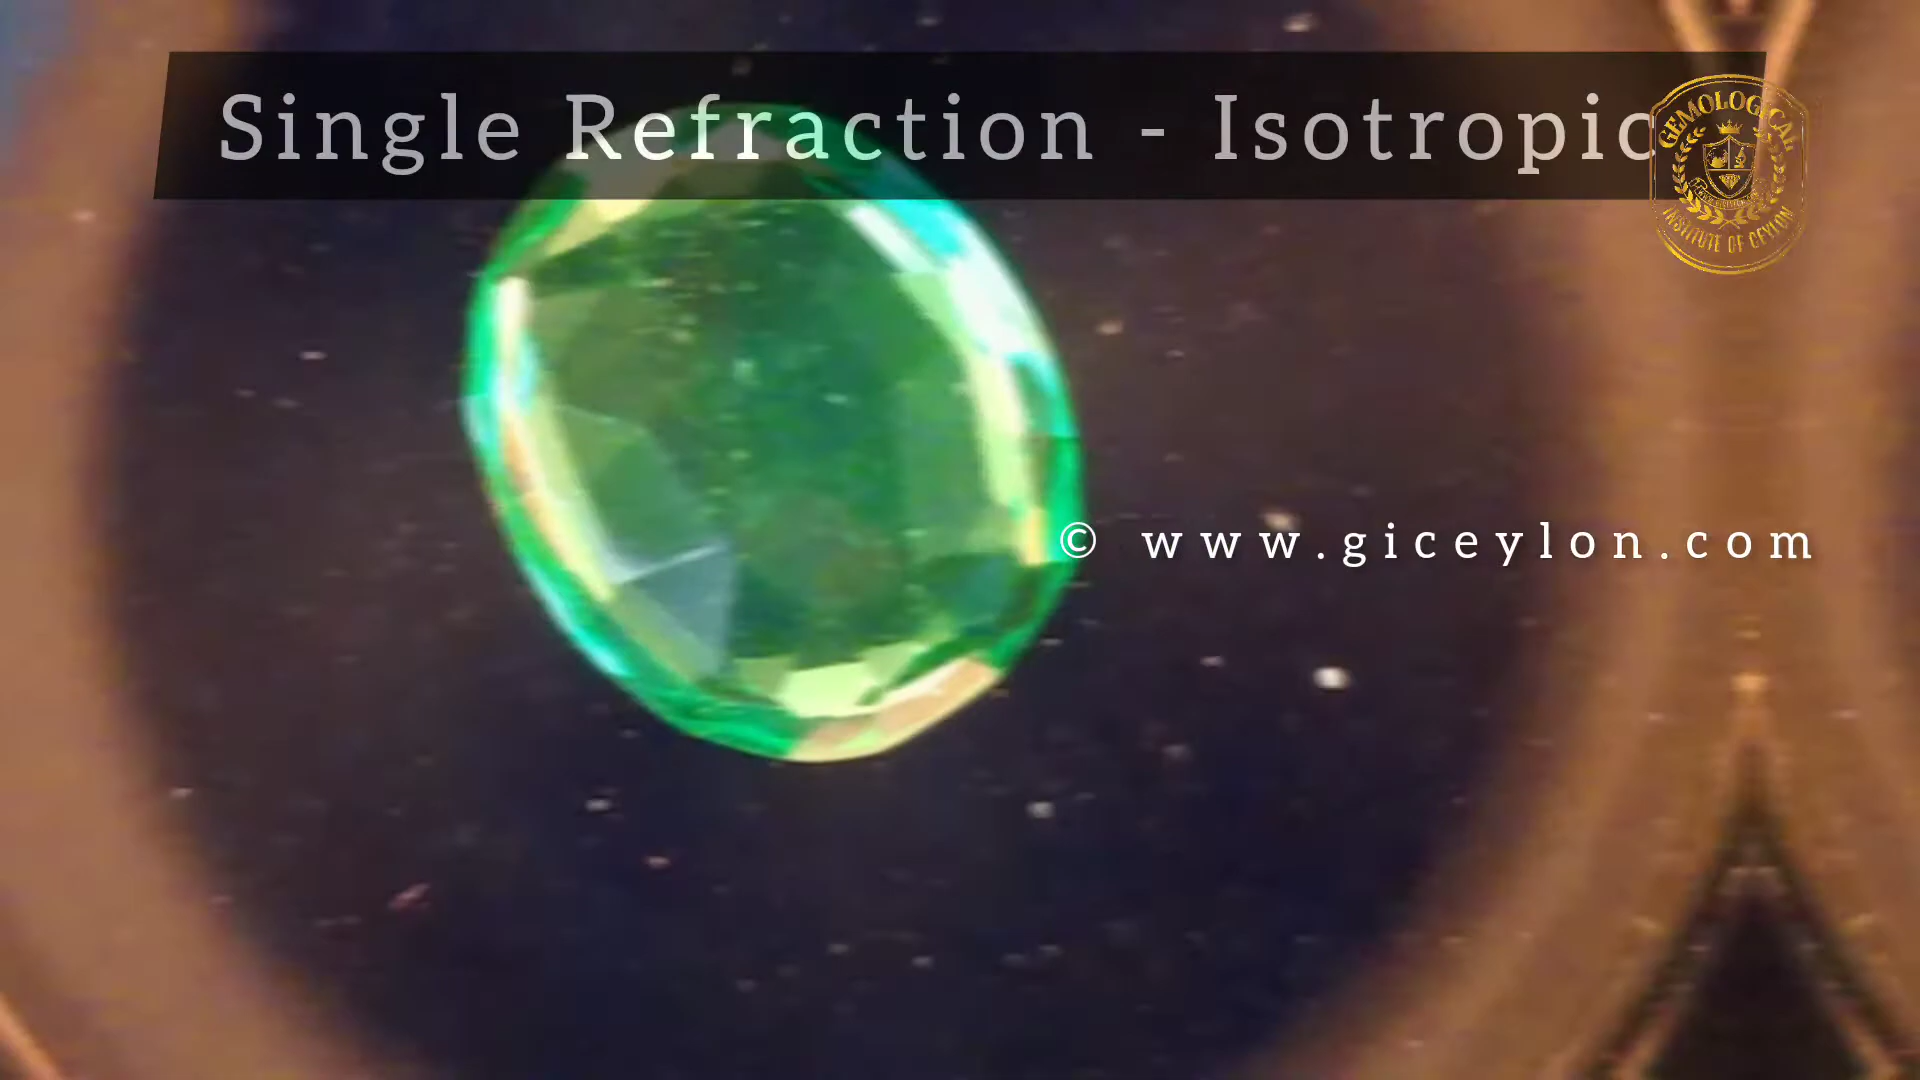 Single Refraction - Isotropic
GEMOLOGICAL
INSTITUTE OF CEYLON
© www.giceylon.com